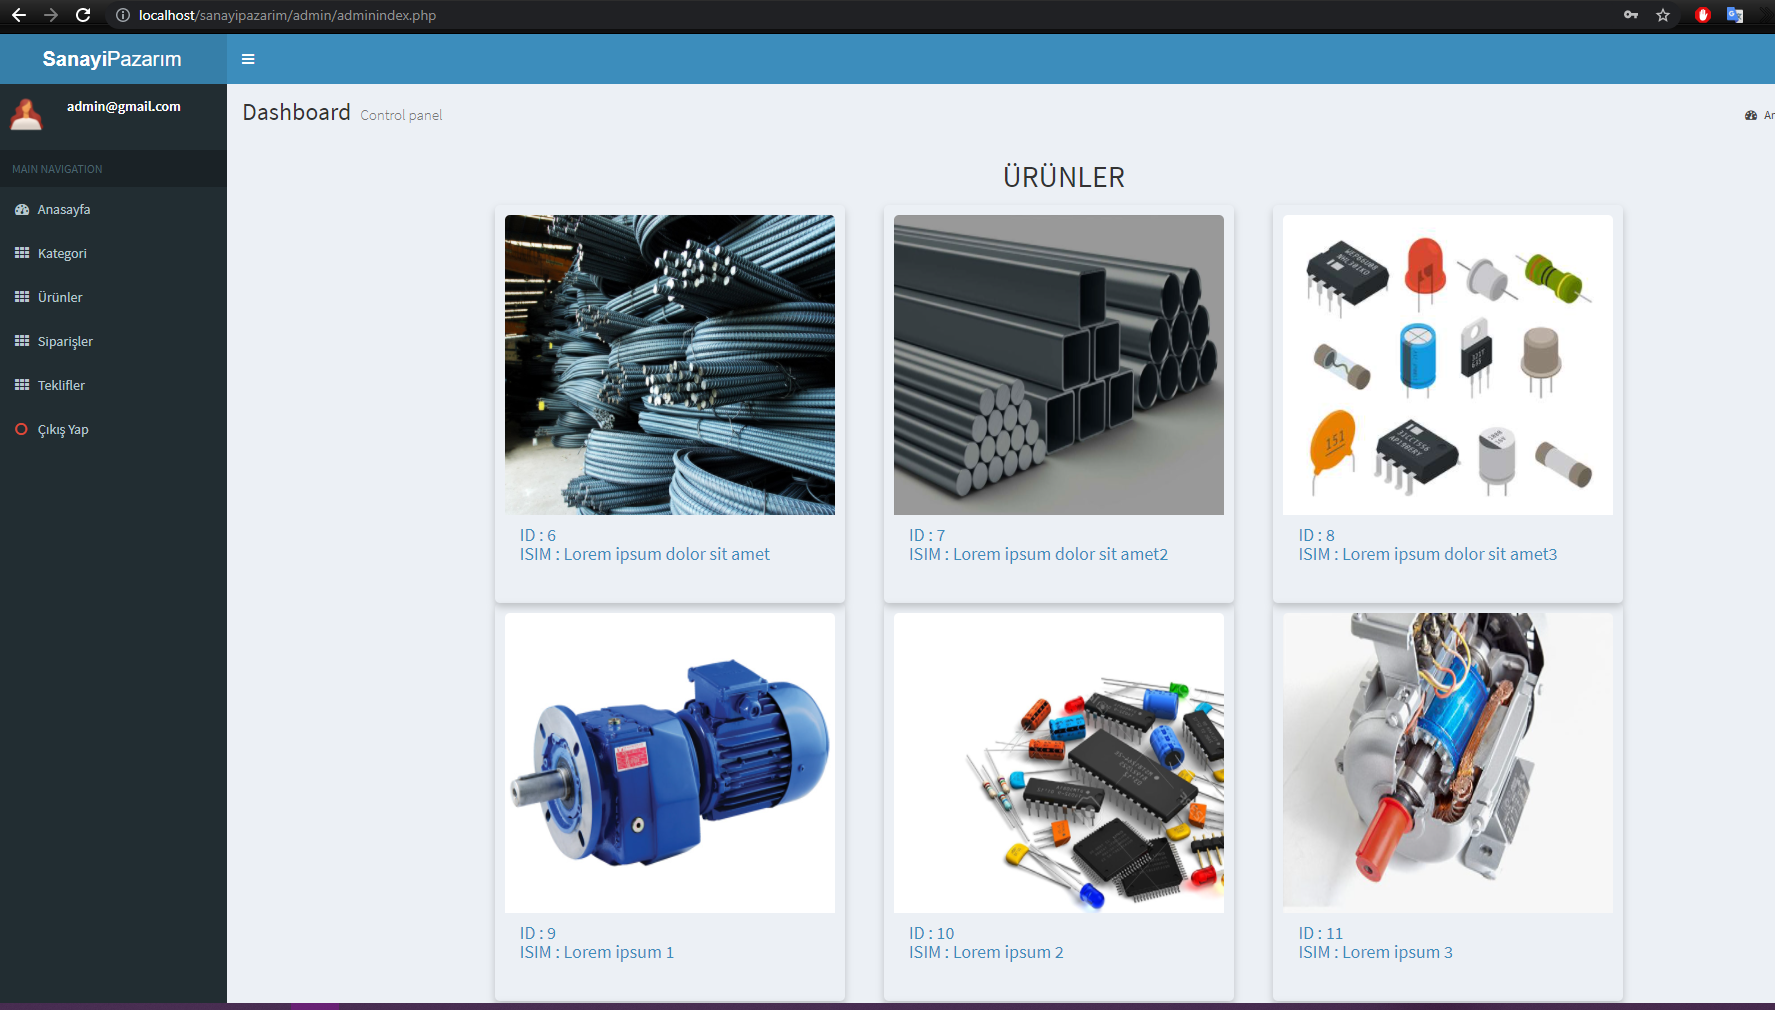 localhost/sanayipazarim/admin/adminindex.php
SanayiPazarım
admin@gmail.com
MAIN NAVIGATION
Anasayfa
Kategori
Ürünler
Siparişler
Teklifler
Çıkış Yap
Dashboard Control panel
ÜRÜNLER
ID : 6
ISIM : Lorem ipsum dolor sit amet
ID : 7
ISIM : Lorem ipsum dolor sit amet2
151
ID : 8
ISIM : Lorem ipsum dolor sit amet3
ID : 9
ISIM : Lorem ipsum 1
ID : 10
ISIM : Lorem ipsum 2
ID : 11
ISIM : Lorem ipsum 3